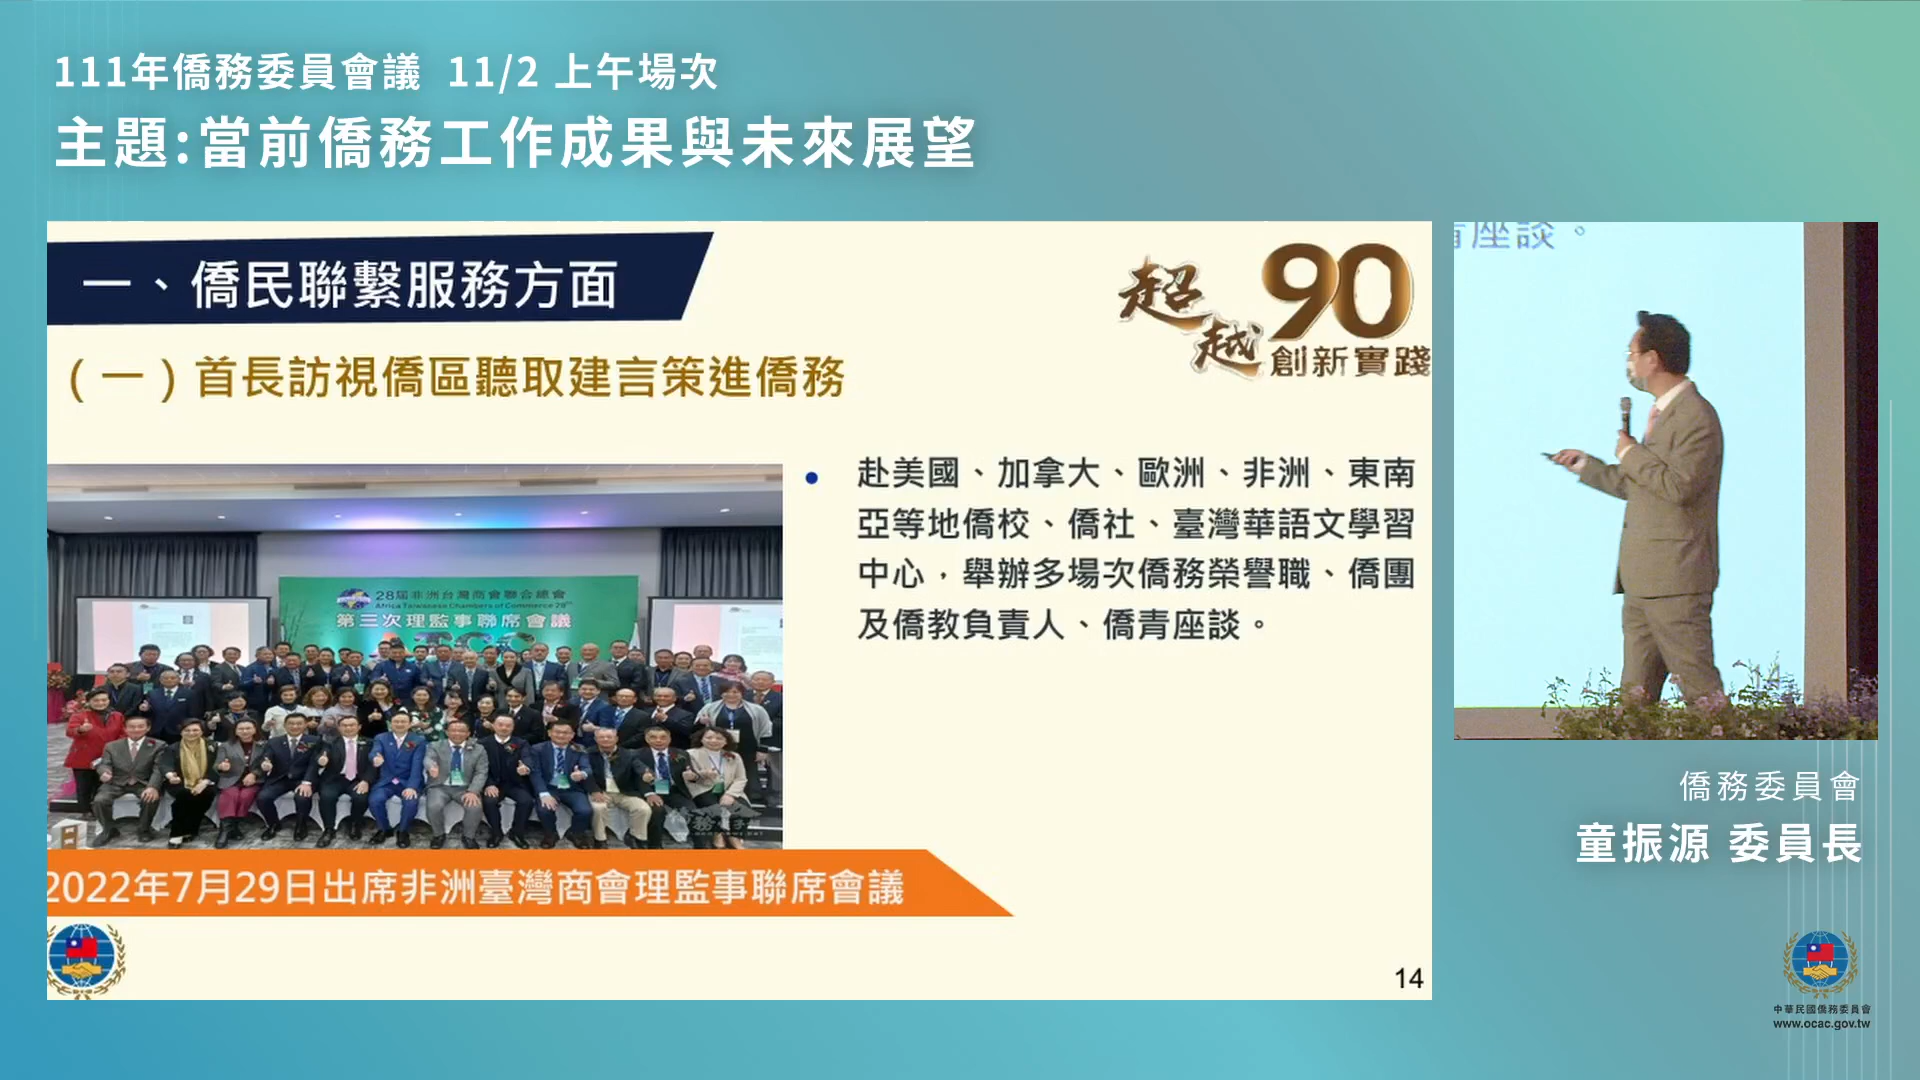 111年僑務委員會議 11/2 上午場次
主題:當前僑務工作成果與未來展望
一、僑民聯繫服務方面
超越90
創新實踐
(一)首長訪視僑區聽取建言策進僑務
赴美國、加拿大、歐洲、非洲、東南
亞等地僑校、僑社、臺灣華語文學習
中心，舉辦多場次僑務榮譽職、僑團
及僑教負責人、僑青座談。
28屆非洲台灣商會聯合總會
Africa Taiwanese Chambers of Commerce 28th
第三次理監事聯席會議
2022年7月29日出席非洲臺灣商會理監事聯席會議
14
座談。
僑務委員會
童振源 委員長
中華民國僑務委員會
www.ocac.gov.tw